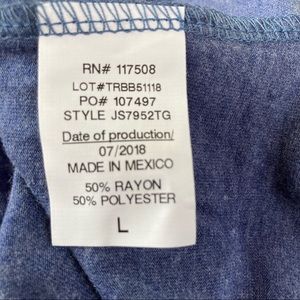 RN# 117508
LOT#TRBB51118
PO# 107497
STYLE JS7952TG
Date of production/
07/2018
MADE IN MEXICO
50% RAYON
50% POLYESTER
L